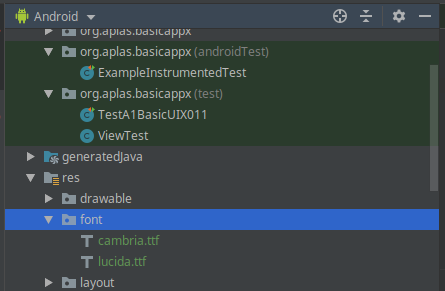 Android
org.aplas.basicappx
org.aplas.basicappx (androidTest)
ExampleInstrumentedTest
org.aplas.basicappx (test)
TestA1BasicUIX011
ViewTest
generatedJava
res
drawable
font
cambria.ttf
lucida.ttf
layout